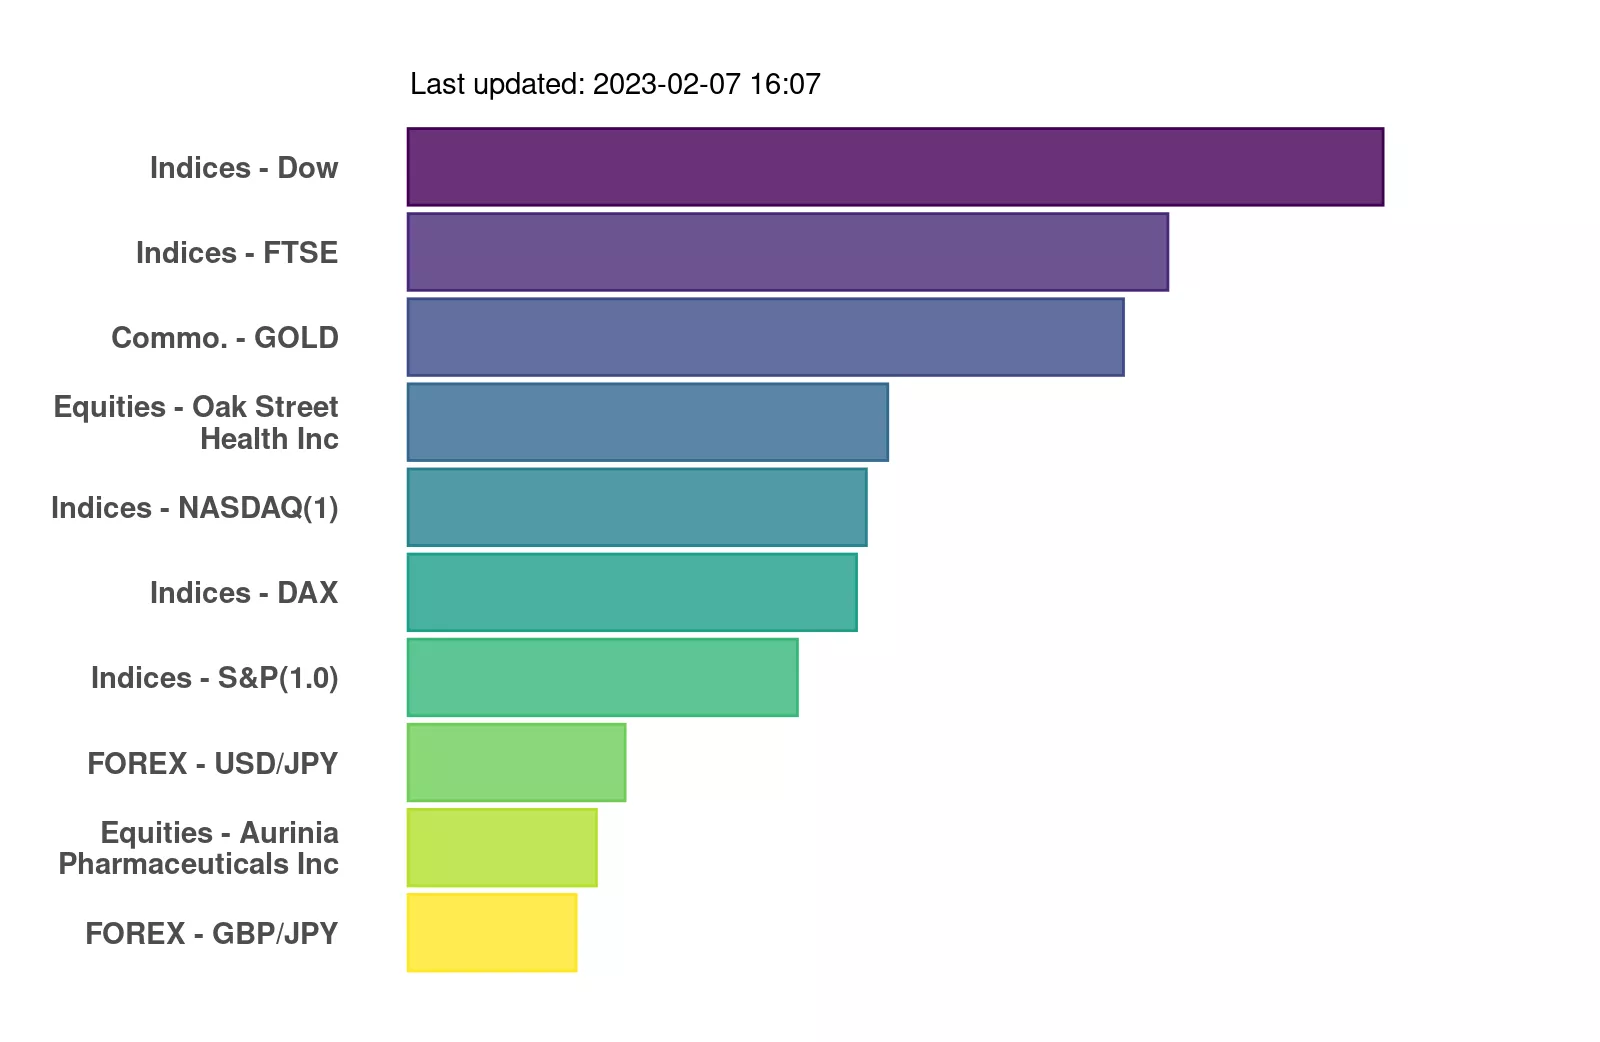 Last updated: 2023-02-07 16:07
Indices - Dow
Indices - FTSE
Commo. - GOLD
Equities - Oak Street
Health Inc
Indices - NASDAQ(1)
Indices - DAX
Indices - S&P(1.0)
FOREX - USD/JPY
Equities - Aurinia
Pharmaceuticals Inc
FOREX - GBP/JPY